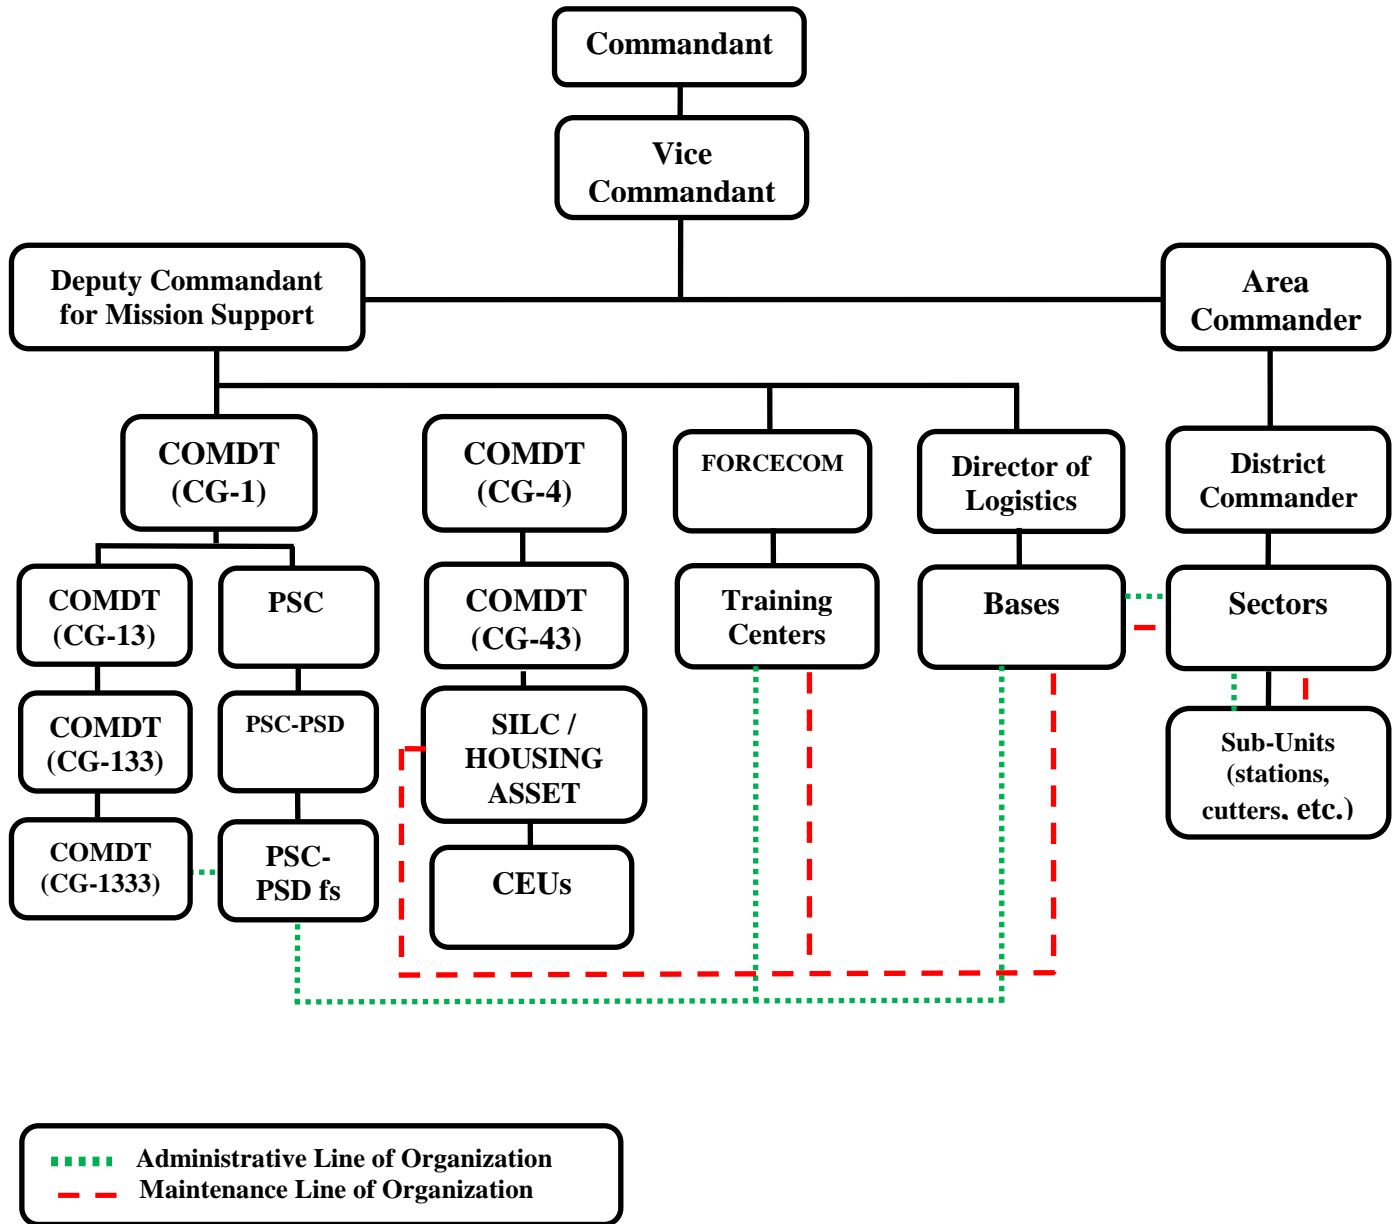 Commandant
Vice
Commandant
Deputy Commandant
for Mission Support
Area
Commander
COMDT
(CG-1)
COMDT
(CG-4)
FORCECOM
Director of
Logistics
District
Commander
COMDT
(CG-13)
PSC
COMDT
(CG-43)
Training
Centers
Bases
Sectors
COMDT
(CG-133)
PSC-PSD
SILC /
HOUSING
ASSET
Sub-Units
(stations,
cutters, etc.)
COMDT
(CG-1333)
PSC-
PSD fs
CEUs
Administrative Line of Organization
Maintenance Line of Organization